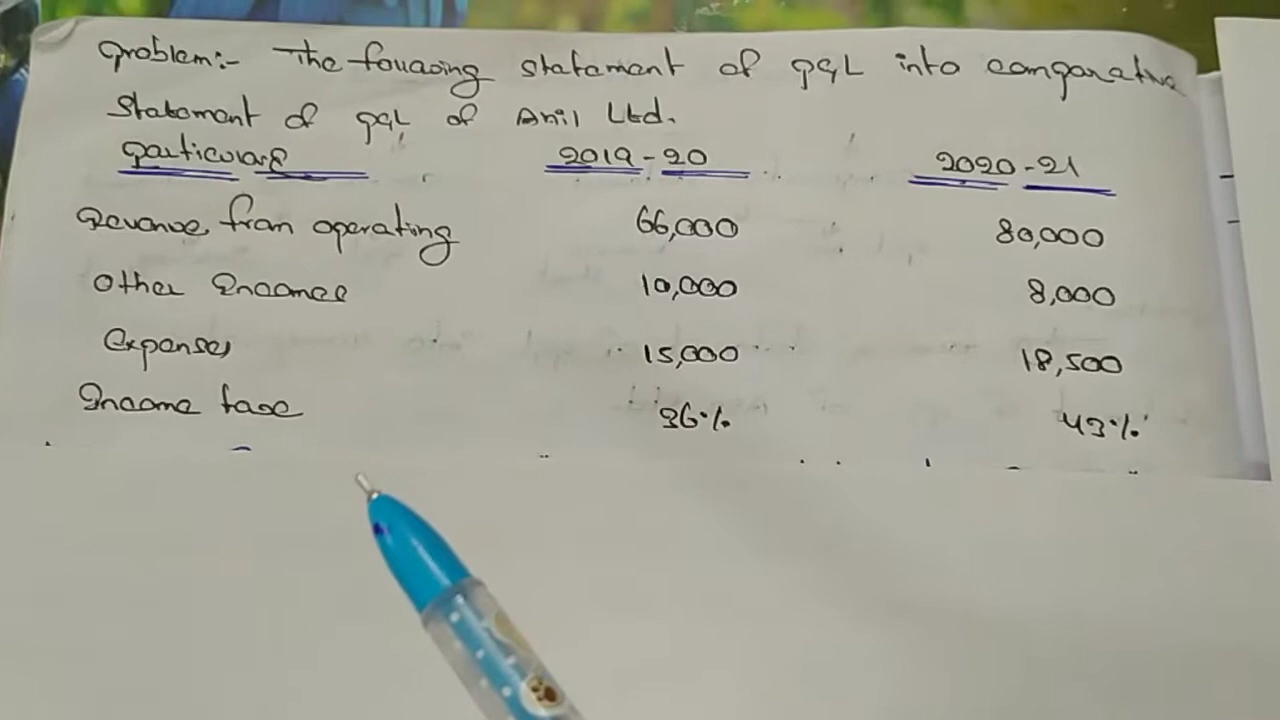 Problem:- The following statement of P&L into comparative
Statement of P&L of Anil Ltd.
Particulars 2019-20 2020-21
Revenue from operating 66,000 80,000
Other Incomes 10,000 8,000
Expenses 15,000 18,500
Income tax 36% 43%